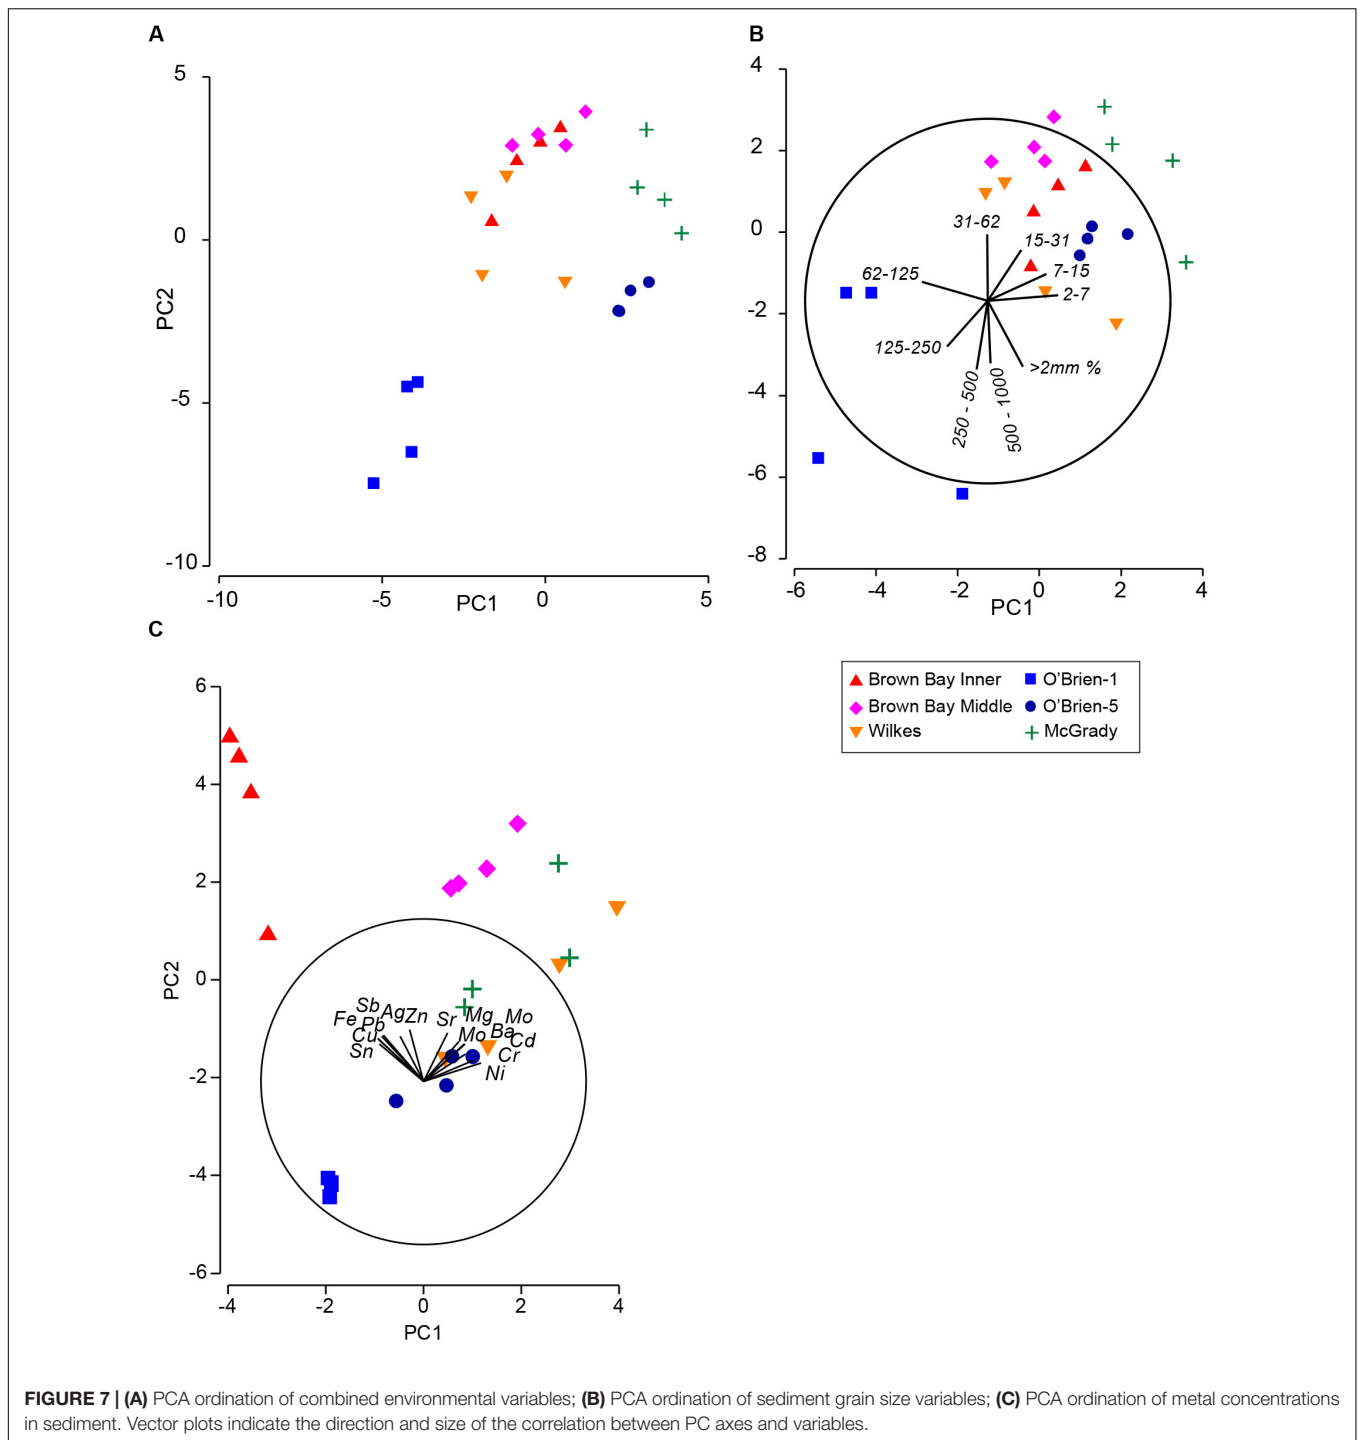 A
5
0
-5
-10
PC2
-10
-5
0
5
PC1
B
4
2
0
-2
-4
-6
-8
31-62
15-31
7-15
2-7
62-125
125-250
250 - 500
500 - 1000
>2mm %
-6
-4
-2
0
2
4
PC1
C
6
4
2
0
-2
-4
-6
PC2
Sb
Ag
Zn
Fe
Pb
Cu
Sn
Sr
Mg
Mo
Mo
Ba
Cd
Cr
Ni
-4
-2
0
2
4
PC1
Brown Bay Inner
O'Brien-1
Brown Bay Middle
O'Brien-5
Wilkes
McGrady
FIGURE 7 | (A) PCA ordination of combined environmental variables; (B) PCA ordination of sediment grain size variables; (C) PCA ordination of metal concentrations
in sediment. Vector plots indicate the direction and size of the correlation between PC axes and variables.